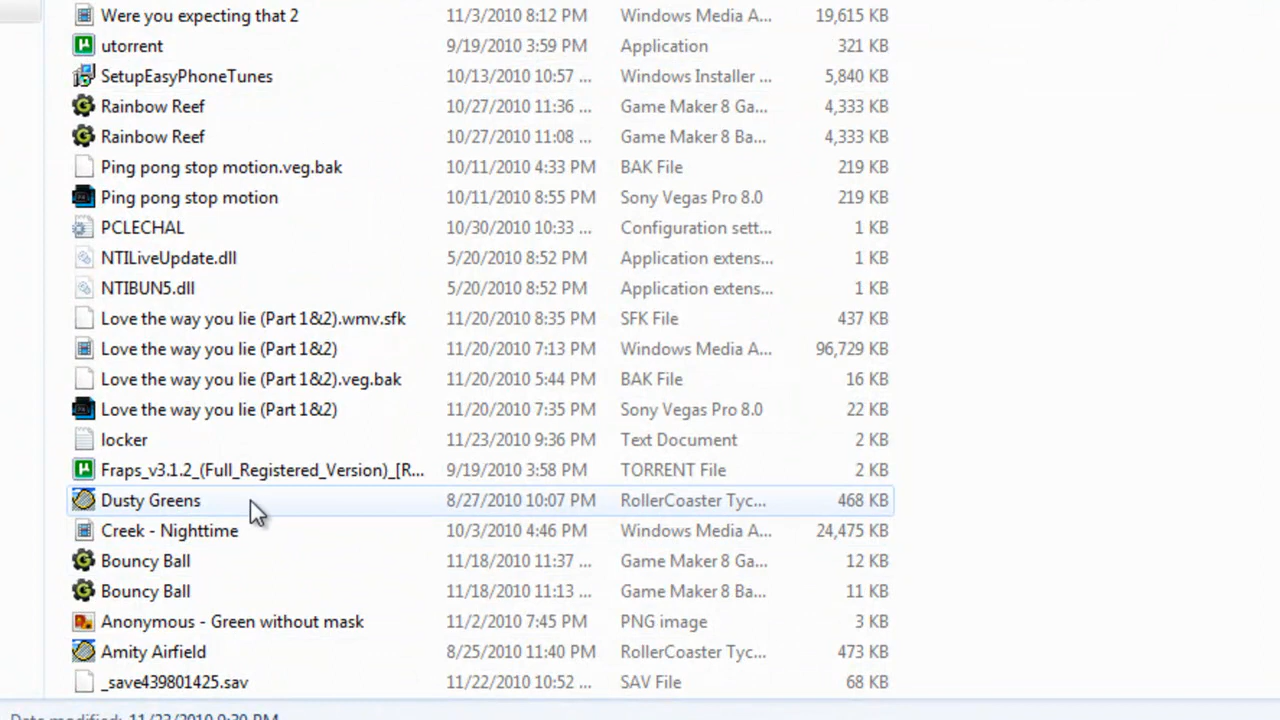 Were you expecting that 2 11/3/2010 8:12 PM Windows Media A... 19,615 KB
utorrent 9/19/2010 3:59 PM Application 321 KB
SetupEasyPhoneTunes 10/13/2010 10:57 ... Windows Installer ... 5,840 KB
Rainbow Reef 10/27/2010 11:36 ... Game Maker 8 Ga... 4,333 KB
Rainbow Reef 10/27/2010 11:08 ... Game Maker 8 Ba... 4,333 KB
Ping pong stop motion.veg.bak 10/11/2010 4:33 PM BAK File 219 KB
Ping pong stop motion 10/11/2010 8:55 PM Sony Vegas Pro 8.0 219 KB
PCLECHAL 10/30/2010 10:33 ... Configuration sett... 1 KB
NTILiveUpdate.dll 5/20/2010 8:52 PM Application extens... 1 KB
NTIBUN5.dll 5/20/2010 8:52 PM Application extens... 1 KB
Love the way you lie (Part 1&2).wmv.sfk 11/20/2010 8:35 PM SFK File 437 KB
Love the way you lie (Part 1&2) 11/20/2010 7:13 PM Windows Media A... 96,729 KB
Love the way you lie (Part 1&2).veg.bak 11/20/2010 5:44 PM BAK File 16 KB
Love the way you lie (Part 1&2) 11/20/2010 7:35 PM Sony Vegas Pro 8.0 22 KB
locker 11/23/2010 9:36 PM Text Document 2 KB
Fraps_v3.1.2_(Full_Registered_Version)_[R... 9/19/2010 3:58 PM TORRENT File 2 KB
Dusty Greens 8/27/2010 10:07 PM RollerCoaster Tyc... 468 KB
Creek - Nighttime 10/3/2010 4:46 PM Windows Media A... 24,475 KB
Bouncy Ball 11/18/2010 11:37 ... Game Maker 8 Ga... 12 KB
Bouncy Ball 11/18/2010 11:13 ... Game Maker 8 Ba... 11 KB
Anonymous - Green without mask 11/2/2010 7:45 PM PNG image 3 KB
Amity Airfield 8/25/2010 11:40 PM RollerCoaster Tyc... 473 KB
_save439801425.sav 11/22/2010 10:52 ... SAV File 68 KB
Date modified: 11/23/2010 9:30 PM